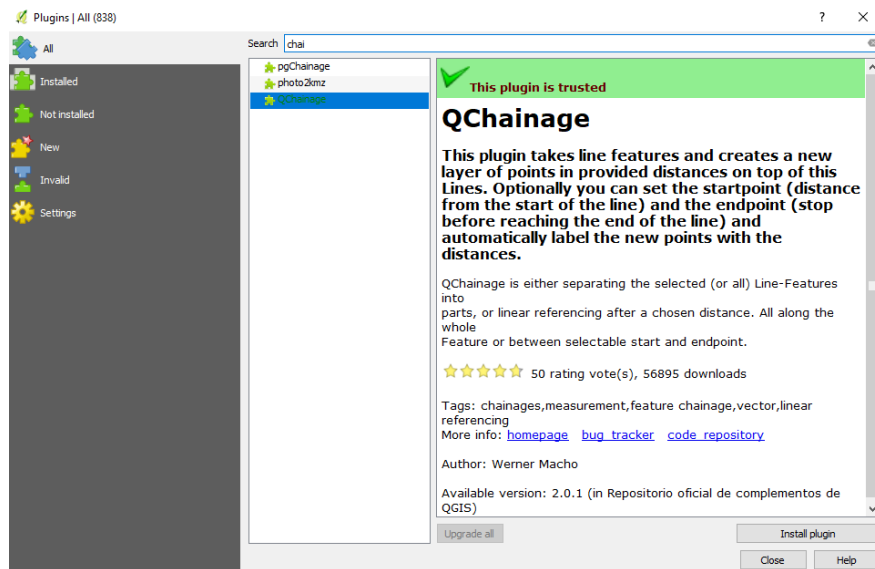 Plugins | All (838)
?
All
Installed
Not installed
New
Invalid
Settings
Search chai
pgChainage
photo2kmz
QChainage
This plugin is trusted
QChainage
This plugin takes line features and creates a new
layer of points in provided distances on top of this
Lines. Optionally you can set the startpoint (distance
from the start of the line) and the endpoint (stop
before reaching the end of the line) and
automatically label the new points with the
distances.
QChainage is either separating the selected (or all) Line-Features
into
parts, or linear referencing after a chosen distance. All along the
whole
Feature or between selectable start and endpoint.
50 rating vote(s), 56895 downloads
Tags: chainages,measurement,feature chainage,vector,linear
referencing
More info: homepage bug tracker code repository
Author: Werner Macho
Available version: 2.0.1 (in Repositorio oficial de complementos de
QGIS)
Upgrade all
Install plugin
Close
Help